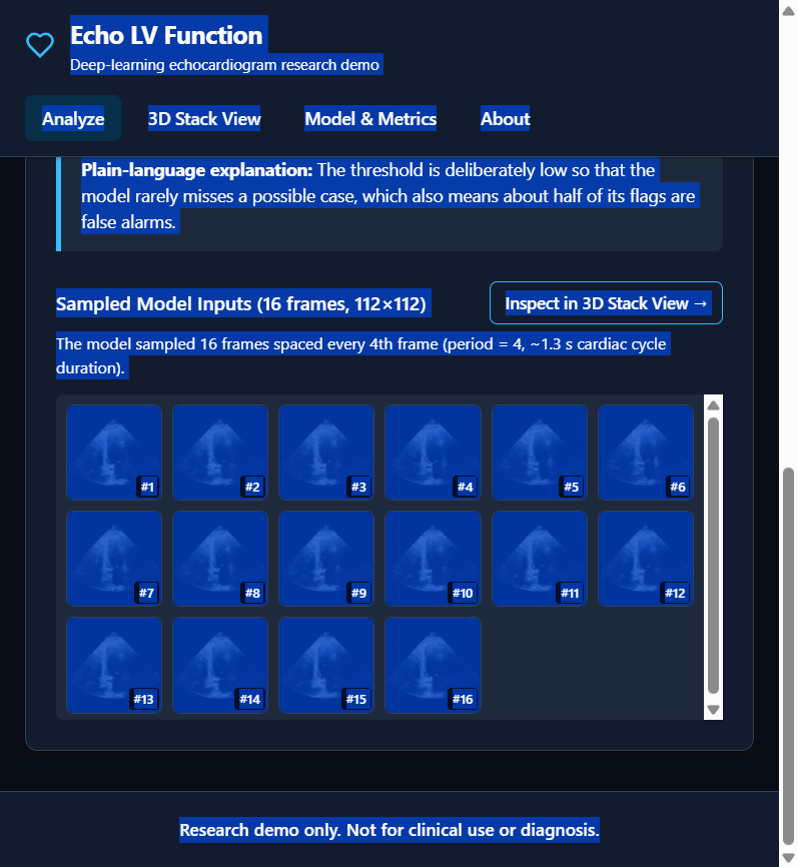 Echo LV Function
Deep-learning echocardiogram research demo
Analyze
3D Stack View
Model & Metrics
About
Plain-language explanation: The threshold is deliberately low so that the
model rarely misses a possible case, which also means about half of its flags are
false alarms.
Sampled Model Inputs (16 frames, 112×112)
Inspect in 3D Stack View →
The model sampled 16 frames spaced every 4th frame (period = 4, ~1.3 s cardiac cycle
duration).
#1
#2
#3
#4
#5
#6
#7
#8
#9
#10
#11
#12
#13
#14
#15
#16
Research demo only. Not for clinical use or diagnosis.